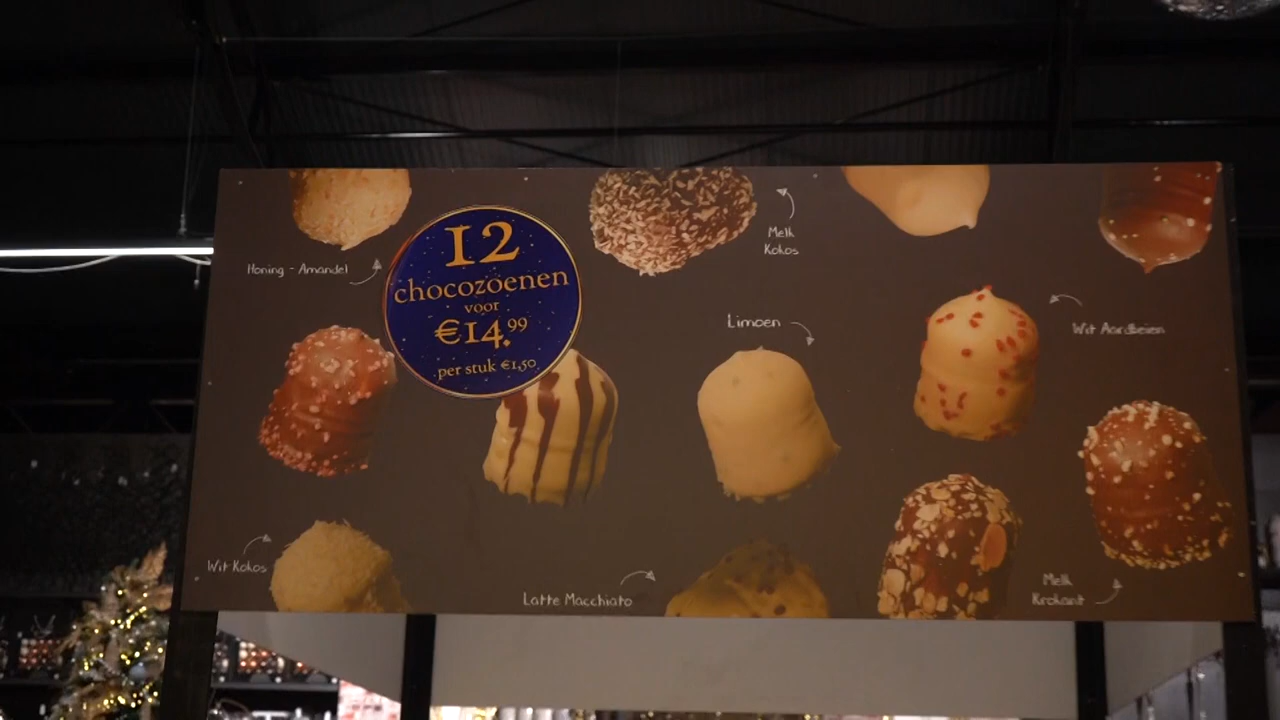 12
chocozoenen
voor
€14.99
per stuk €1,50
Honing - Amandel
Melk
Kokos
Limoen
Wit Aardbeien
Wit Kokos
Latte Macchiato
Melk
Krokant